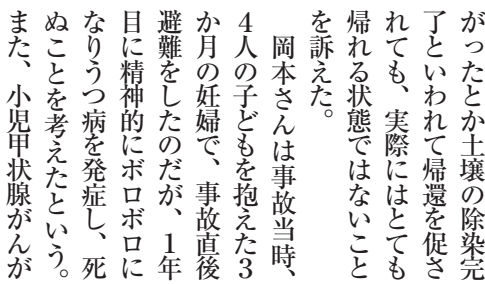 がったとか土壌の除染完
了といわれて帰還を促さ
れても、実際にはとても
帰れる状態ではないこと
を訴えた。
　岡本さんは事故当時、
4人の子どもを抱えた3
か月の妊婦で、事故直後
避難をしたのだが、1年
目に精神的にボロボロに
なりうつ病を発症し、死
ぬことを考えたという。
また、小児甲状腺がんが